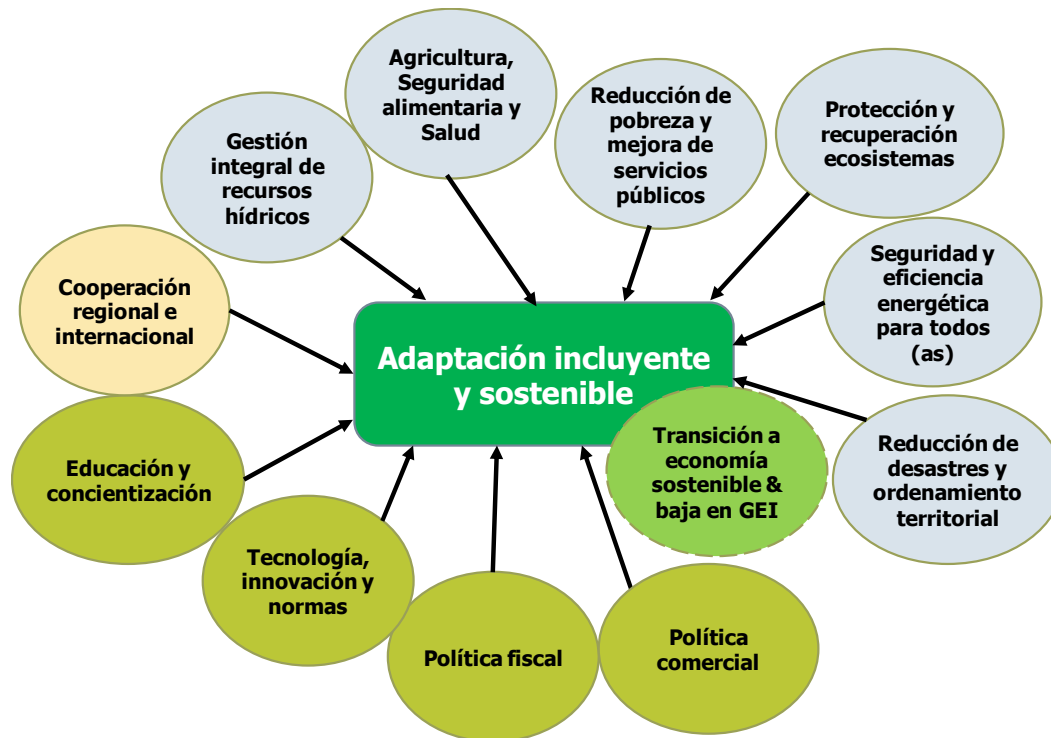 Agricultura,
Seguridad
alimentaria y
Salud
Reducción de
pobreza y
mejora de
servicios
públicos
Protección y
recuperación
ecosistemas
Gestión
integral de
recursos
hídricos
Seguridad y
eficiencia
energética
para todos
(as)
Cooperación
regional e
internacional
Adaptación incluyente
y sostenible
Transición a
economía
sostenible &
baja en GEI
Reducción de
desastres y
ordenamiento
territorial
Educación y
concientización
Tecnología,
innovación y
normas
Política fiscal
Política
comercial